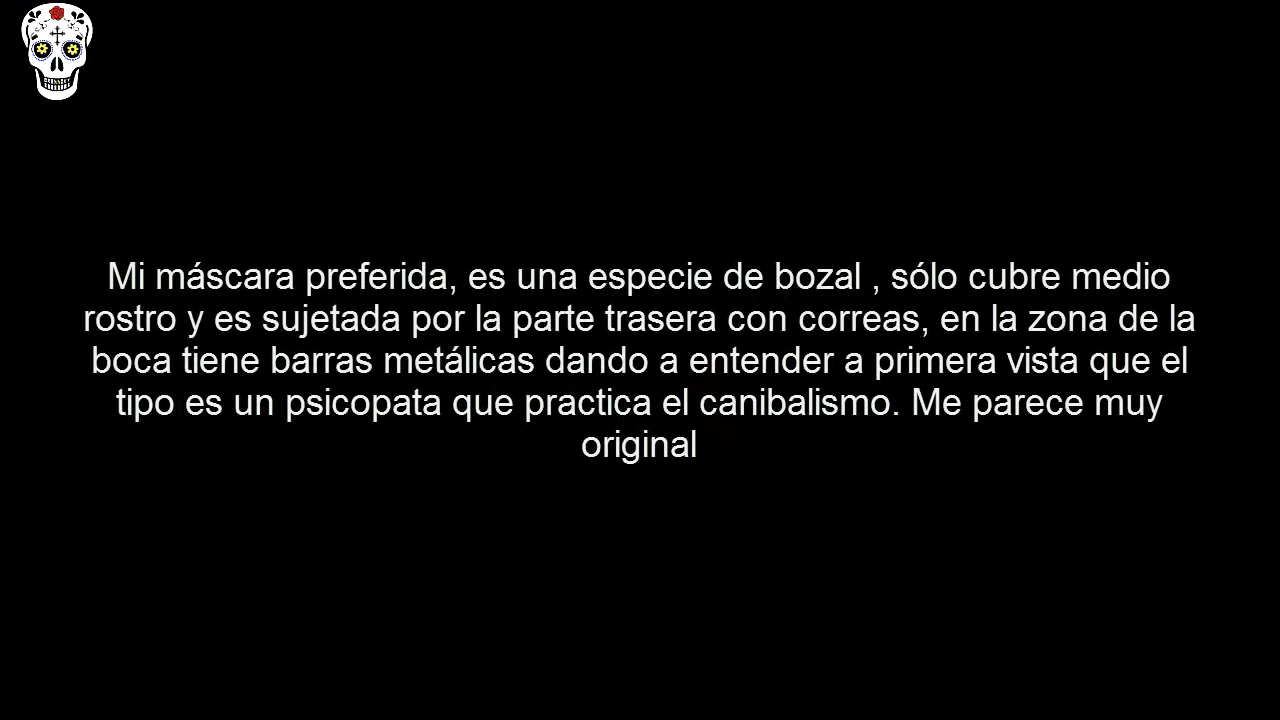 Mi máscara preferida, es una especie de bozal , sólo cubre medio
rostro y es sujetada por la parte trasera con correas, en la zona de la
boca tiene barras metálicas dando a entender a primera vista que el
tipo es un psicopata que practica el canibalismo. Me parece muy
original